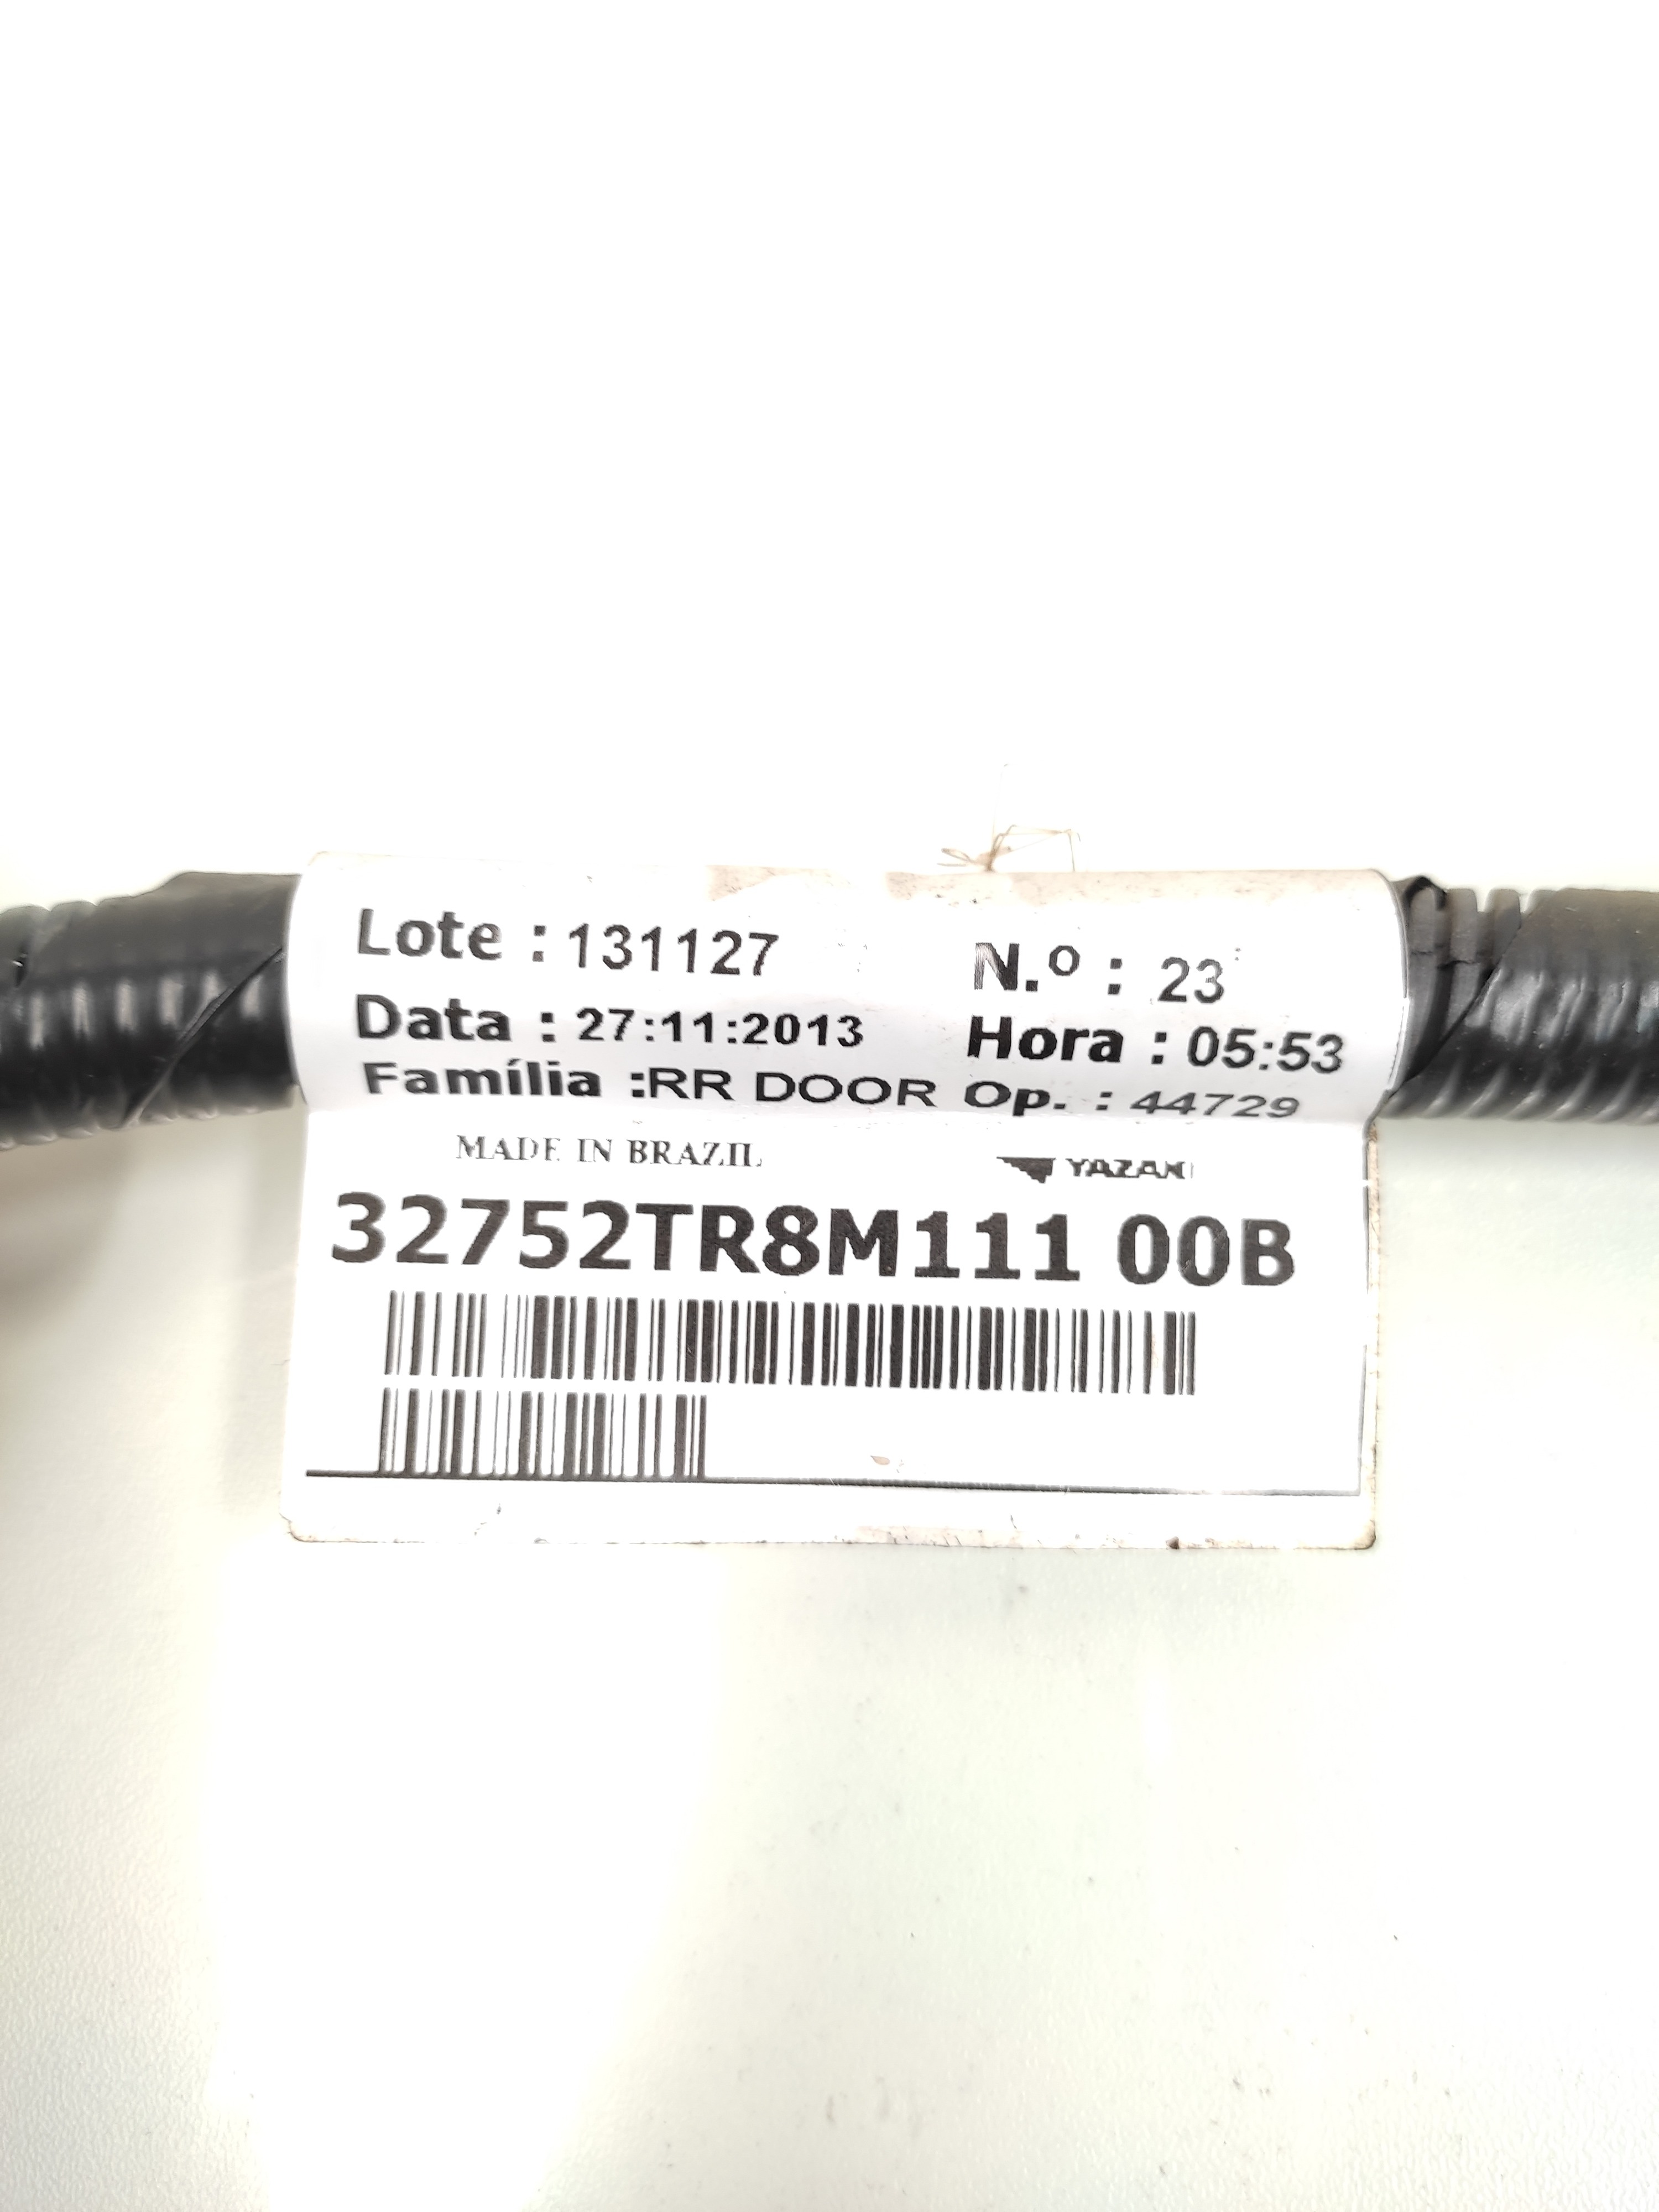 Lote : 131127 N.º : 23
Data : 27:11:2013 Hora : 05:53
Família :RR DOOR Op. : 44729
MADE IN BRAZIL YAZAKI
32752TR8M111 00B